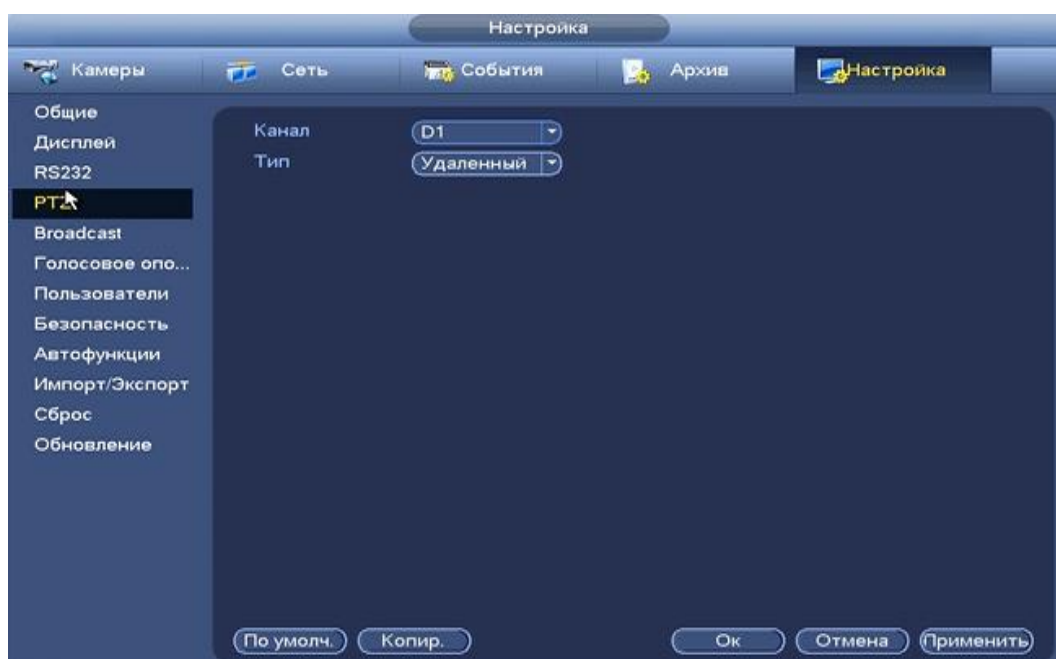 Настройка
Камеры
Сеть
События
Архив
Настройка
Общие
Дисплей
RS232
PTZ
Broadcast
Голосовое опо...
Пользователи
Безопасность
Автофункции
Импорт/Экспорт
Сброс
Обновление
Канал D1
Тип Удаленный
По умолч. Копир. Ок Отмена Применить